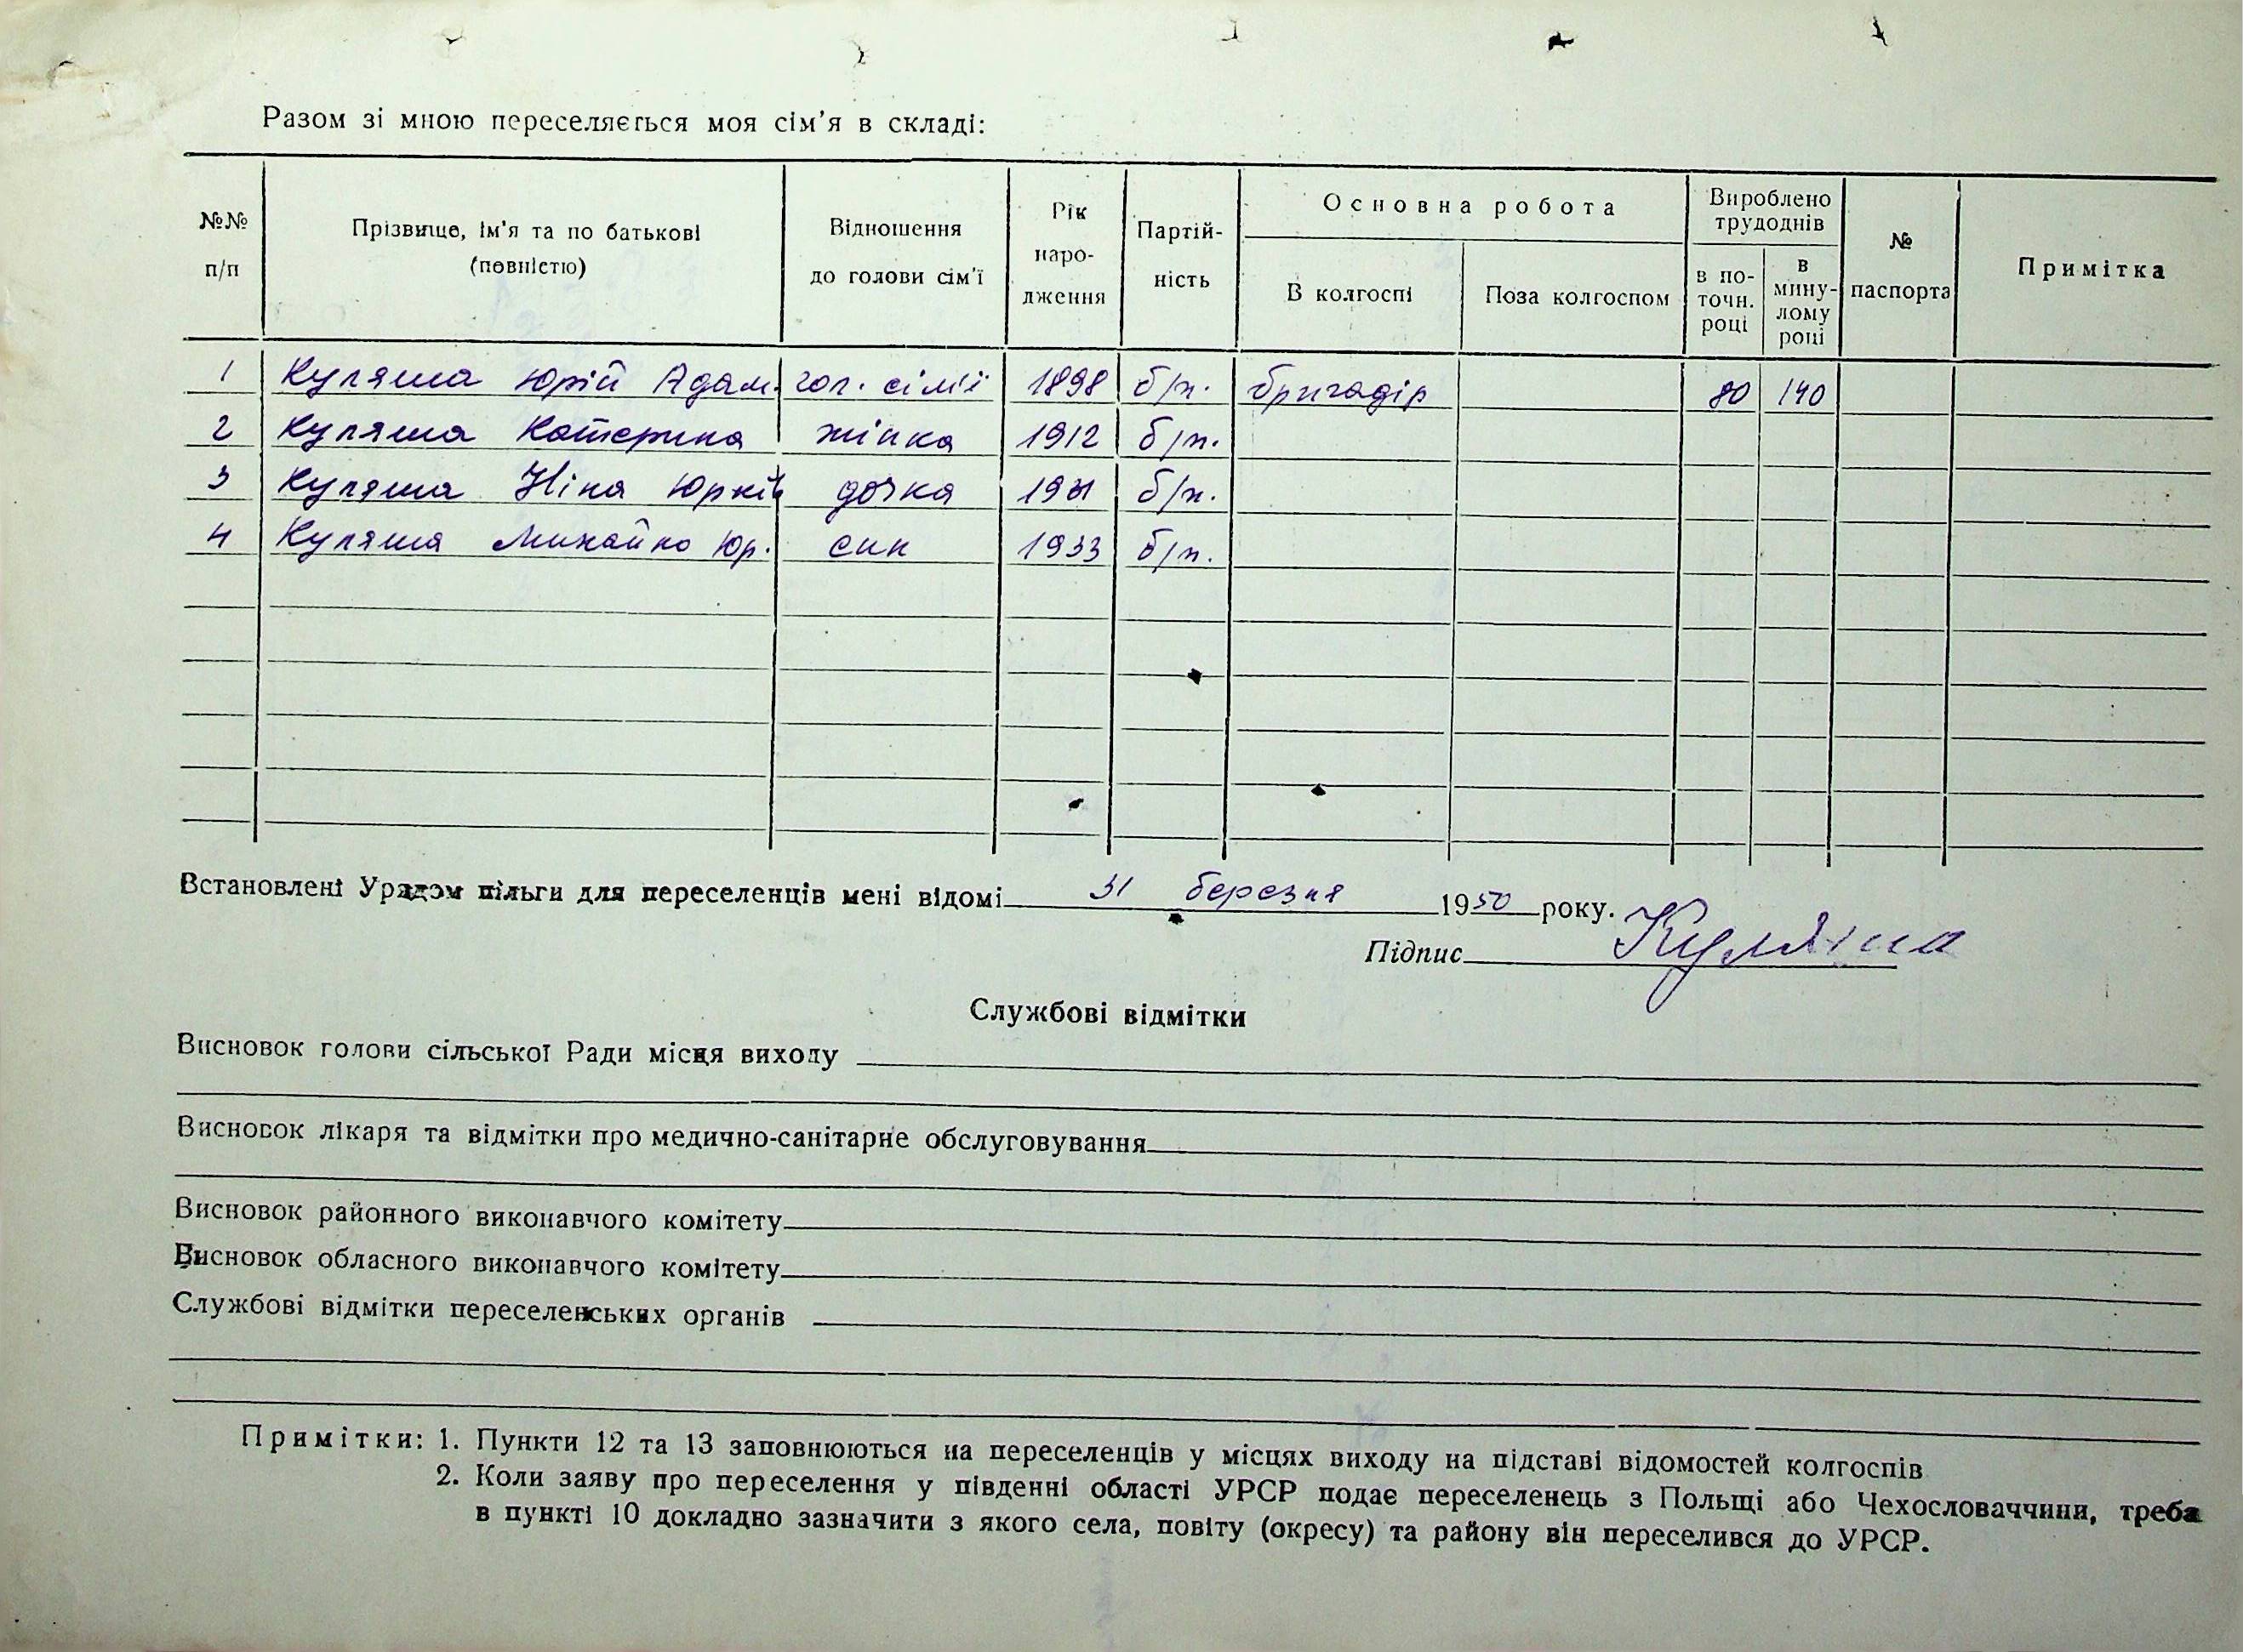 Разом зі мною переселяється моя сім'я в складі:
№№ п/п | Прізвище, ім'я та по батькові (повністю) | Відношення до голови сім'ї | Рік народження | Партійність | Основна робота | Вироблено трудоднів | № паспорта | Примітка
В колгоспі | Поза колгоспом | в поточн. році | в минулому році
1 Куляша Юрій Адам. гол. сім'ї 1898 б/п. бригадір 80 140
2 Куляша Катерина жінка 1912 б/п.
3 Куляша Ніна Юрків дочка 1931 б/п.
4 Куляша Михайло Юр. син 1933 б/п.
Встановлені Урядом пільги для переселенців мені відомі 31 березня 1950 року.
Підпис Куляша
Службові відмітки
Висновок голови сільської Ради місця виходу
Висновок лікаря та відмітки про медично-санітарне обслуговування
Висновок районного виконавчого комітету
Висновок обласного виконавчого комітету
Службові відмітки переселенських органів
Примітки: 1. Пункти 12 та 13 заповнюються на переселенців у місцях виходу на підставі відомостей колгоспів
2. Коли заяву про переселення у південні області УРСР подає переселенець з Польщі або Чехословаччини, треба
в пункті 10 докладно зазначити з якого села, повіту (окресу) та району він переселився до УРСР.